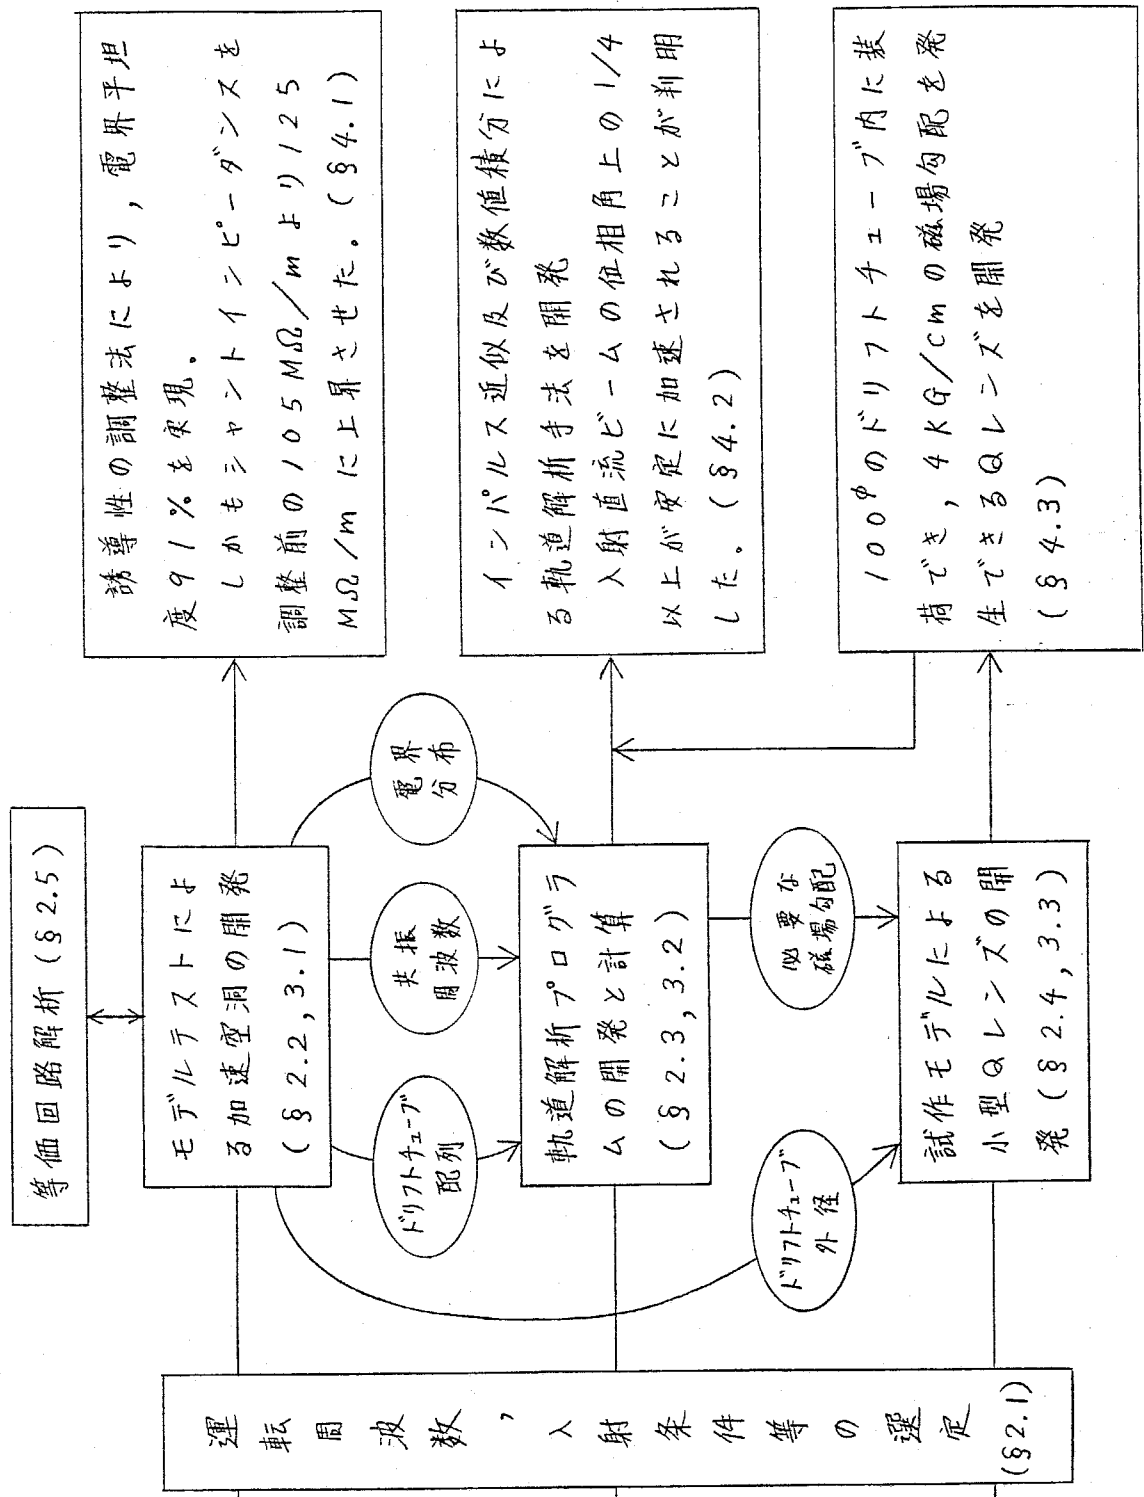 等価回路解析(§2.5)
運転周波数,入射条件等の選定
(§2.1)
モデルテストによ
る加速空洞の開発
(§2.2,3.1)
ドリフトチューブ
配列
共振
周波数
電界
分布
誘導性の調整法により,電界平坦
度91%を実現。
しかもシャントインピーダンスを
調整前の105MΩ/mより125
MΩ/mに上昇させた。(§4.1)
軌道解析プログラ
ムの開発と計算
(§2.3,3.2)
インパルス近似及び数値積分によ
る軌道解析手法を開発
入射直流ビームの位相角上の1/4
以上が安定に加速されることが判明
した。(§4.2)
ドリフトチューブ
外径
必要な
磁場勾配
試作モデルによる
小型Qレンズの開
発(§2.4,3.3)
100φのドリフトチューブ内に装
荷でき,4KG/cmの磁場勾配を発
生できるQレンズを開発
(§4.3)